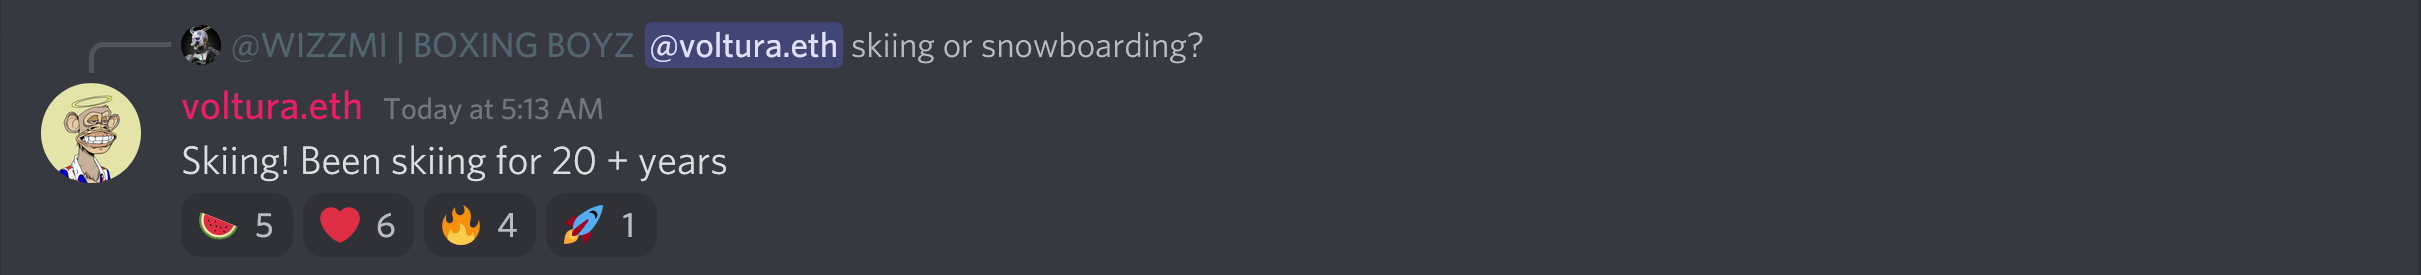 @WIZZMI | BOXING BOYZ @voltura.eth skiing or snowboarding?
voltura.eth Today at 5:13 AM
Skiing! Been skiing for 20 + years
5 6 4 1